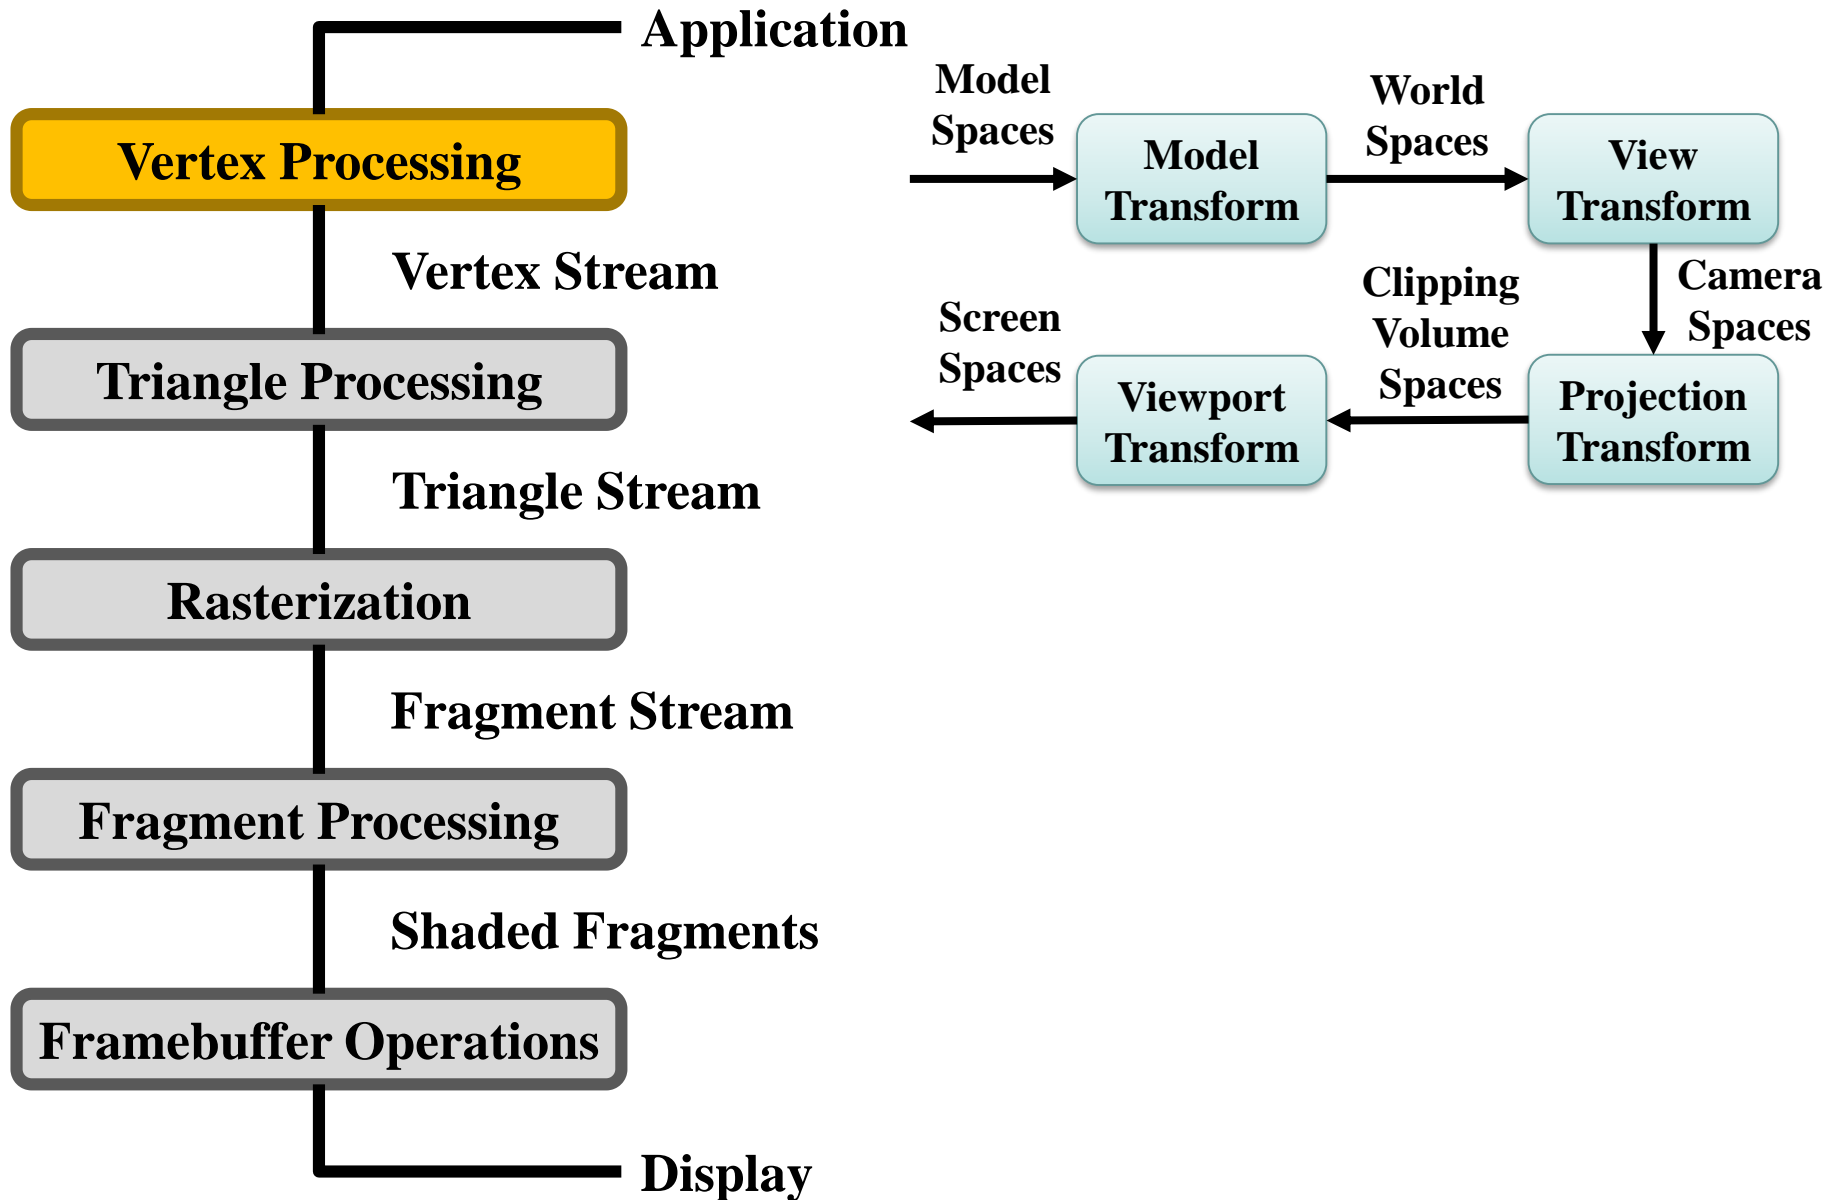 Application
Vertex Processing
Vertex Stream
Triangle Processing
Triangle Stream
Rasterization
Fragment Stream
Fragment Processing
Shaded Fragments
Framebuffer Operations
Display
Model
Spaces
Model
Transform
World
Spaces
View
Transform
Camera
Spaces
Projection
Transform
Clipping
Volume
Spaces
Viewport
Transform
Screen
Spaces